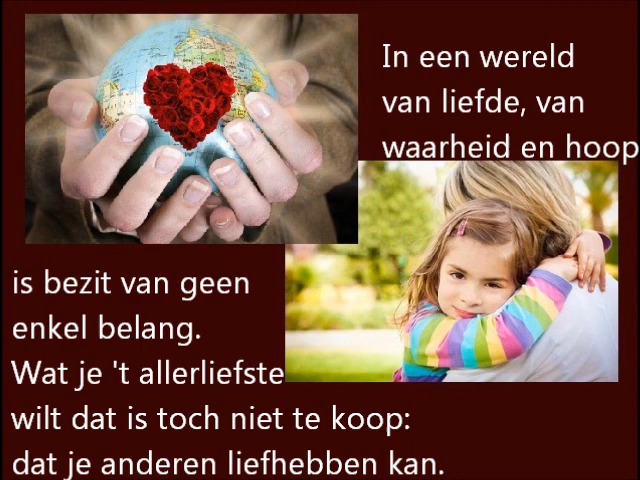 In een wereld
van liefde, van
waarheid en hoop
is bezit van geen
enkel belang.
Wat je 't allerliefste
wilt dat is toch niet te koop:
dat je anderen liefhebben kan.